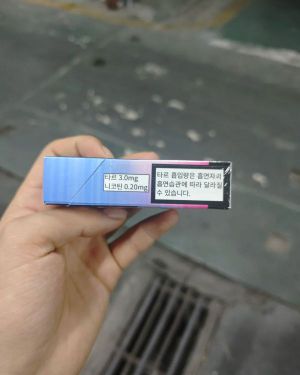 타르 3.0mg
니코틴 0.20mg
타르 흡입량은 흡연자의
흡연습관에 따라 달라질
수 있습니다.